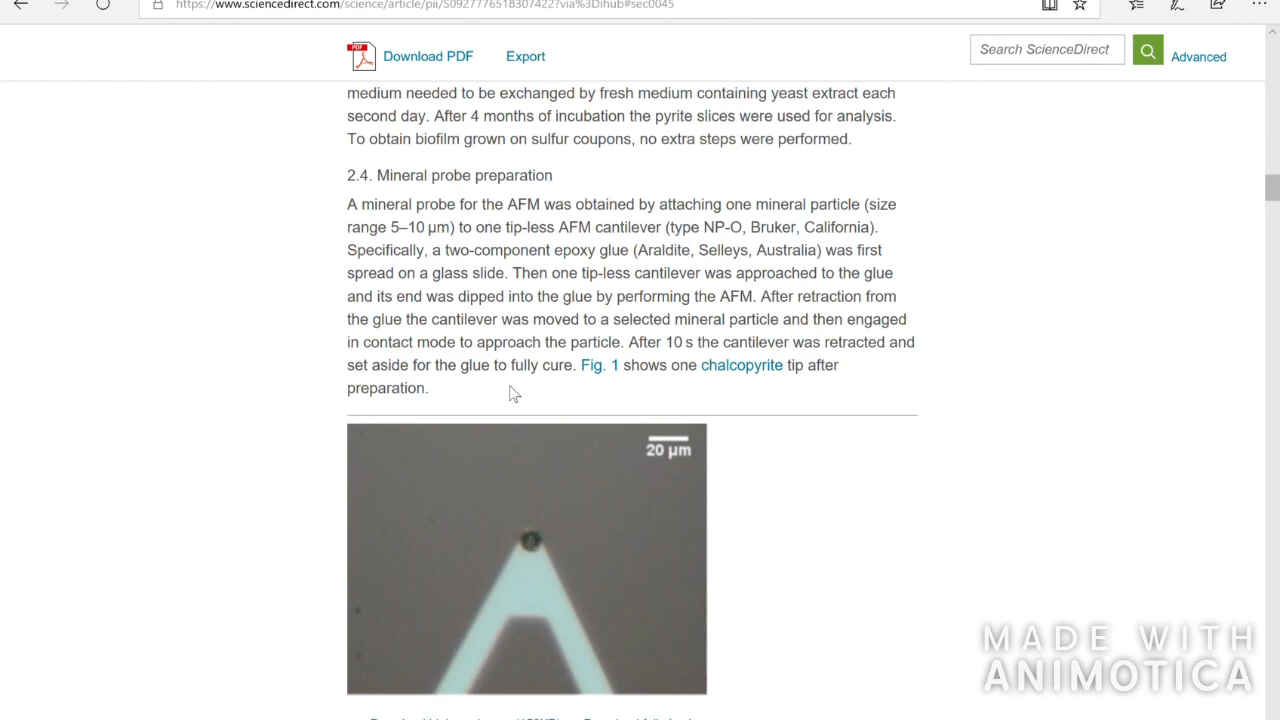 https://www.sciencedirect.com/science/article/pii/S0927776518307422?via%3Dihub#sec0045
PDF
Download PDF
Export
Search ScienceDirect
Advanced
medium needed to be exchanged by fresh medium containing yeast extract each
second day. After 4 months of incubation the pyrite slices were used for analysis.
To obtain biofilm grown on sulfur coupons, no extra steps were performed.
2.4. Mineral probe preparation
A mineral probe for the AFM was obtained by attaching one mineral particle (size
range 5–10 μm) to one tip-less AFM cantilever (type NP-O, Bruker, California).
Specifically, a two-component epoxy glue (Araldite, Selleys, Australia) was first
spread on a glass slide. Then one tip-less cantilever was approached to the glue
and its end was dipped into the glue by performing the AFM. After retraction from
the glue the cantilever was moved to a selected mineral particle and then engaged
in contact mode to approach the particle. After 10 s the cantilever was retracted and
set aside for the glue to fully cure. Fig. 1 shows one chalcopyrite tip after
preparation.
20 μm
MADE WITH
ANIMOTICA